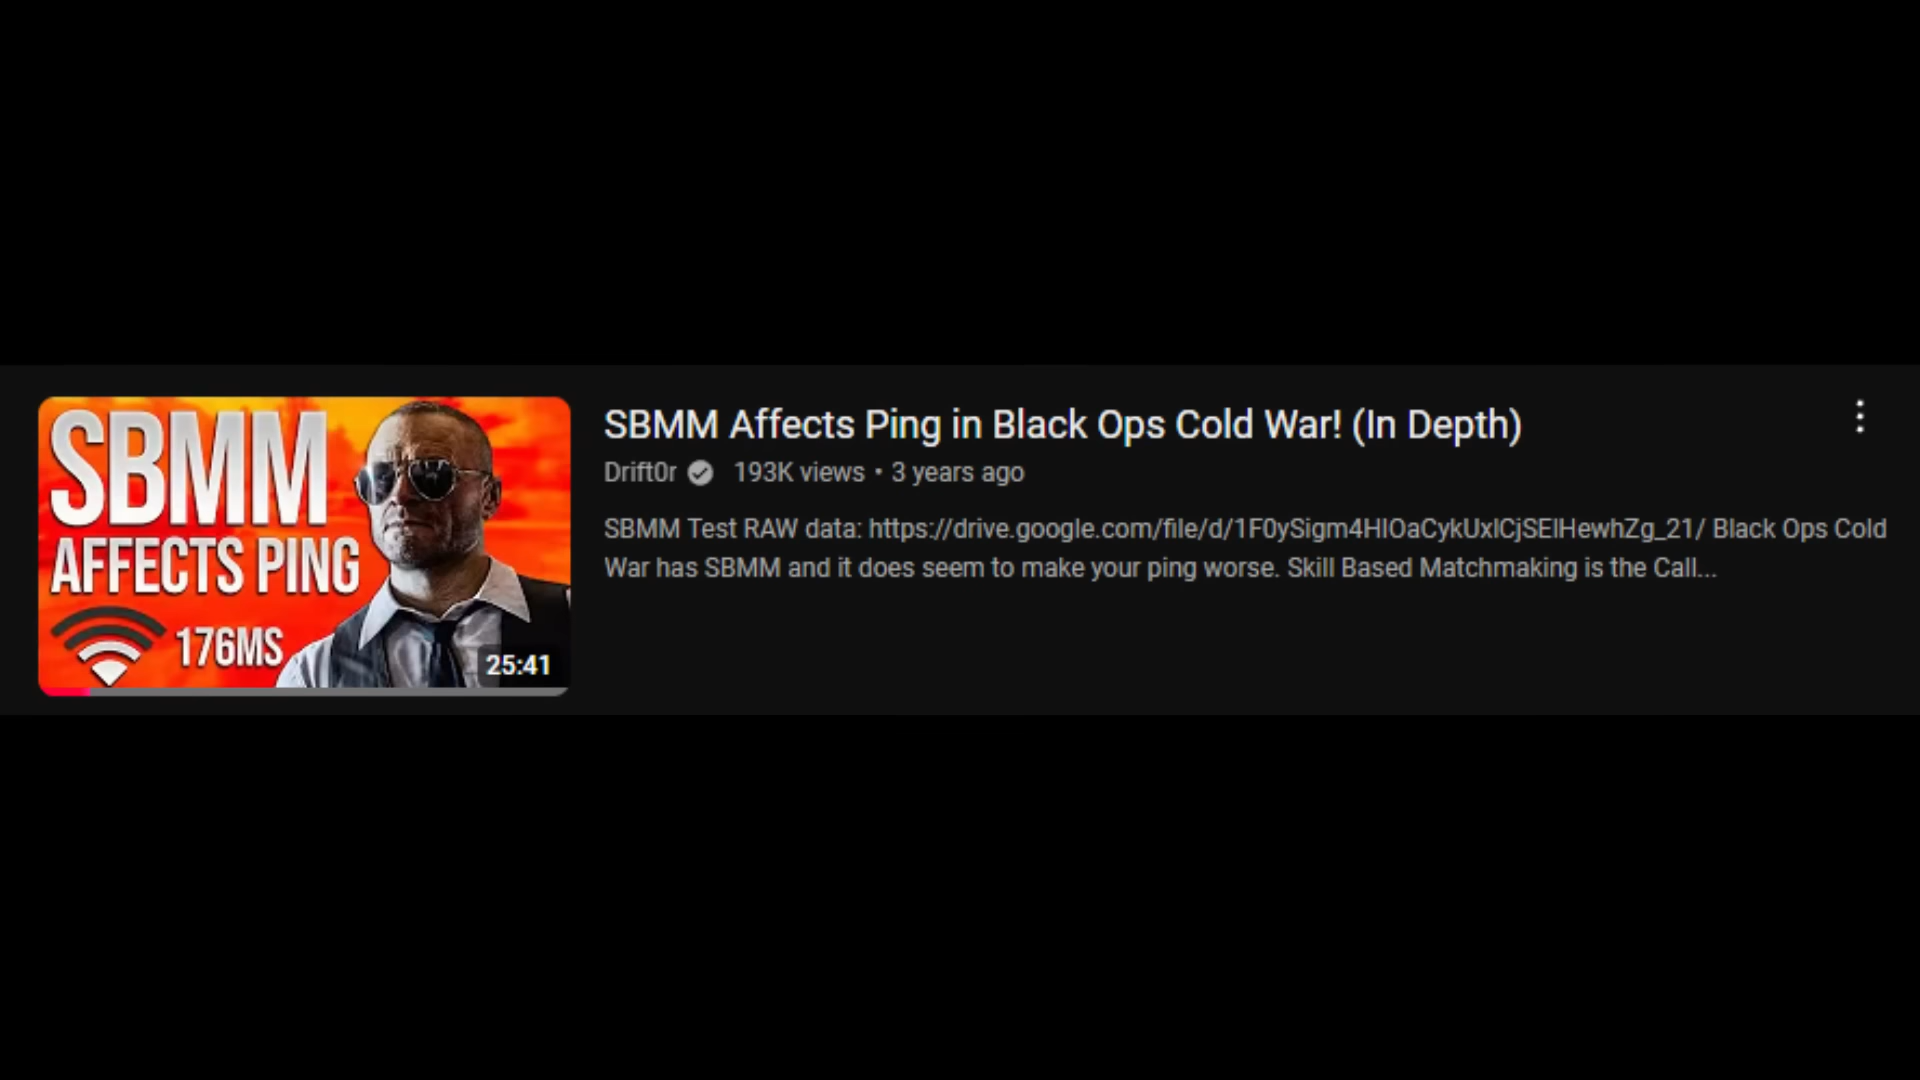 SBMM
AFFECTS PING
176MS
25:41
SBMM Affects Ping in Black Ops Cold War! (In Depth)
Drift0r 193K views • 3 years ago
SBMM Test RAW data: https://drive.google.com/file/d/1F0ySigm4HIOaCykUxICjSEIHewhZg_21/ Black Ops Cold
War has SBMM and it does seem to make your ping worse. Skill Based Matchmaking is the Call...